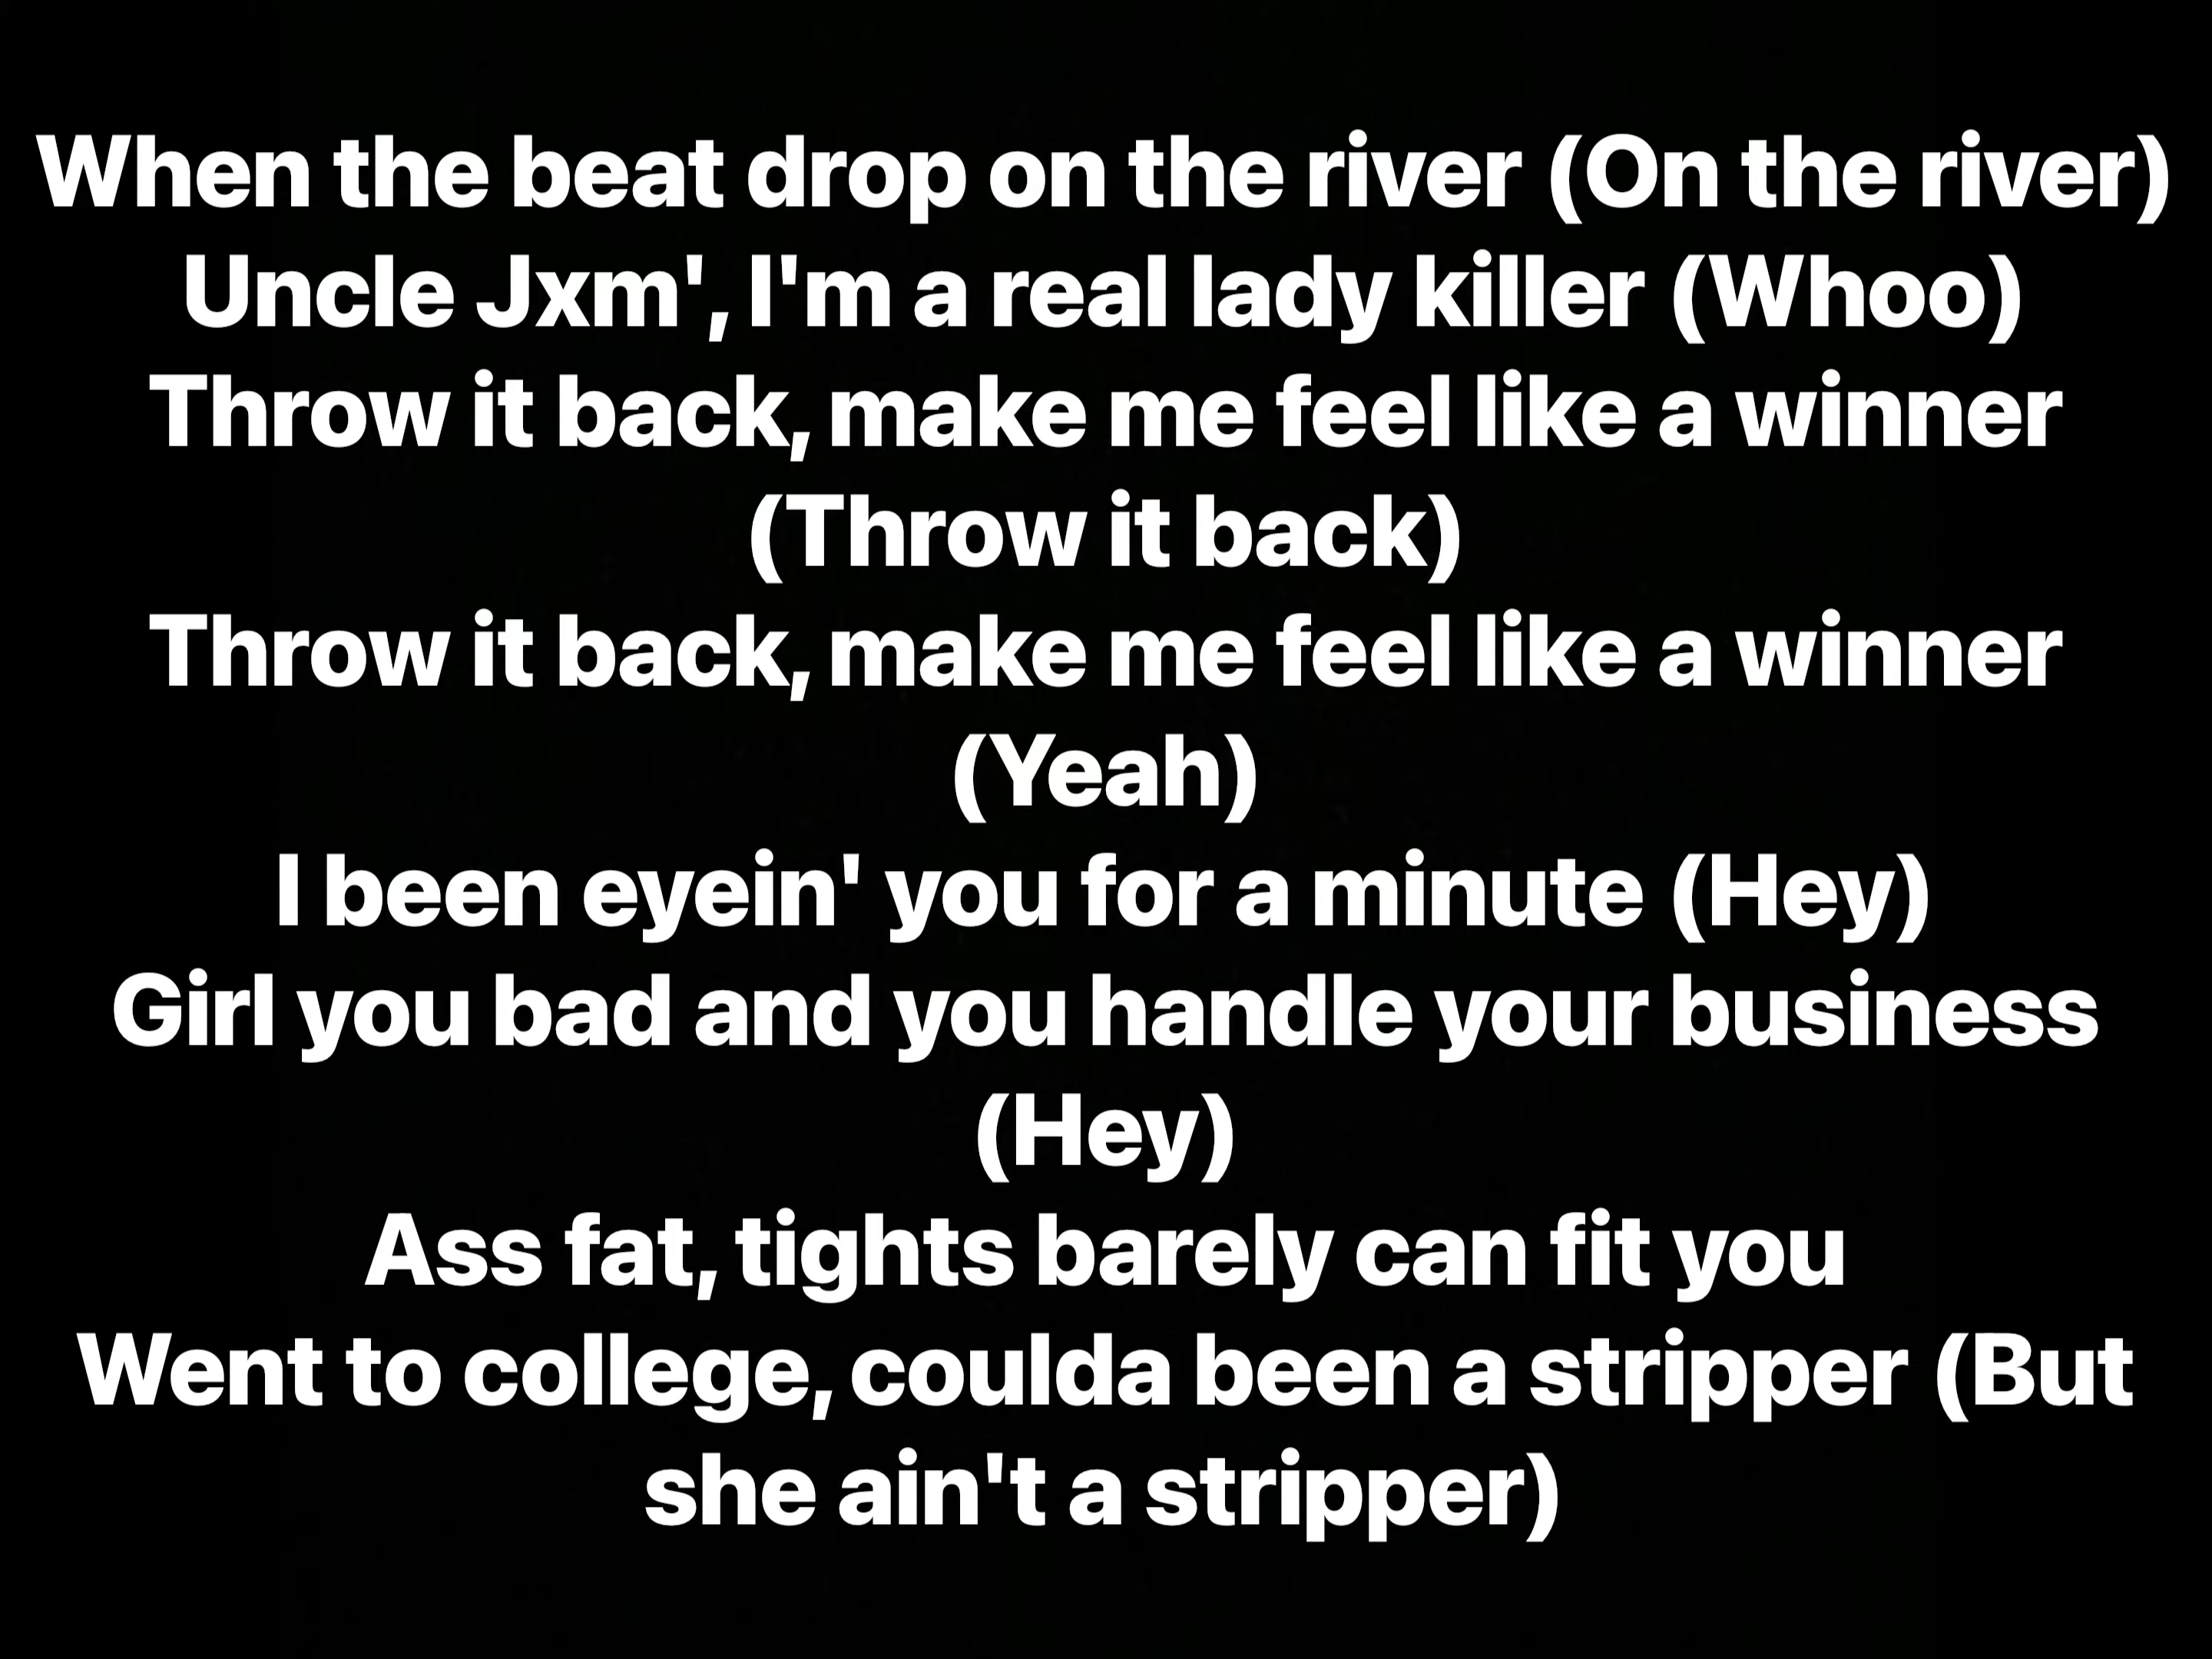 When the beat drop on the river (On the river)
Uncle Jxm', I'm a real lady killer (Whoo)
Throw it back, make me feel like a winner
(Throw it back)
Throw it back, make me feel like a winner
(Yeah)
I been eyein' you for a minute (Hey)
Girl you bad and you handle your business
(Hey)
Ass fat, tights barely can fit you
Went to college, coulda been a stripper (But
she ain't a stripper)